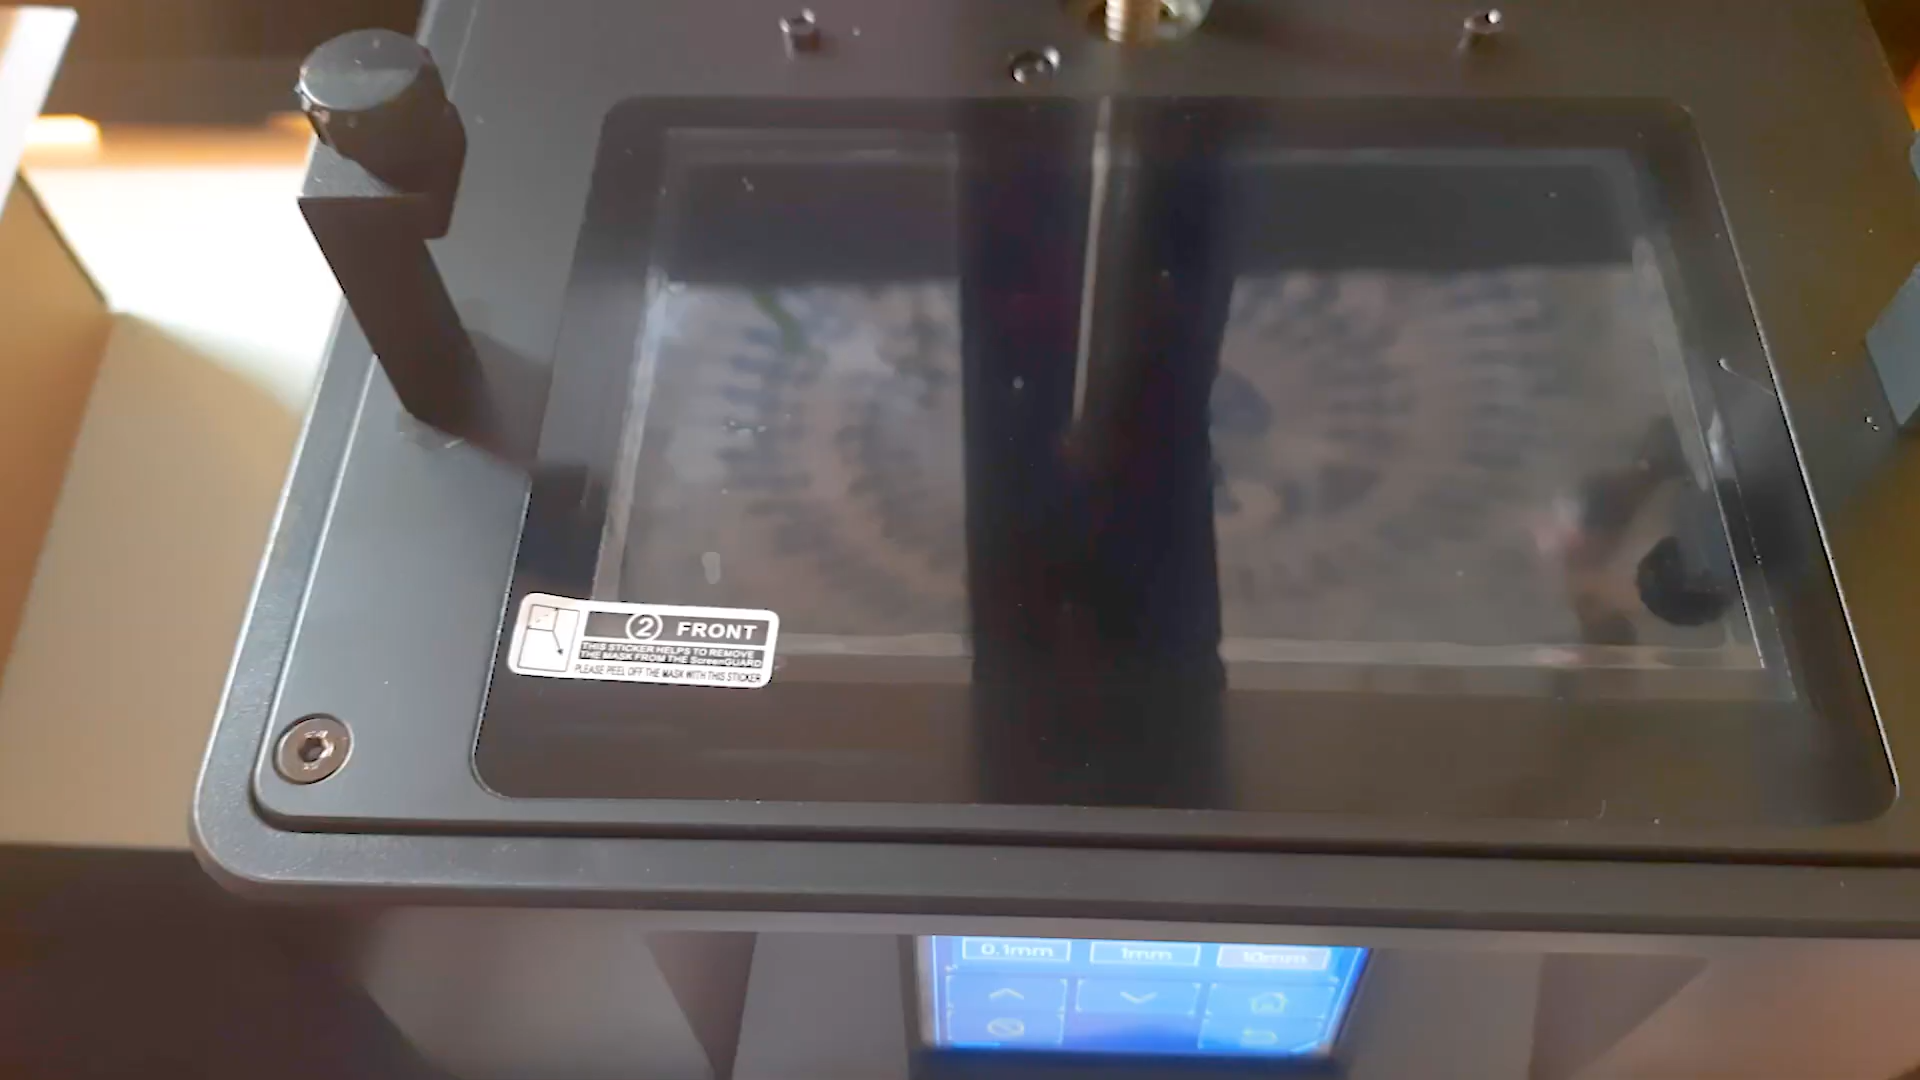 2 FRONT
THIS STICKER HELPS TO REMOVE
THE MASK FROM THE ScreenGUARD
PLEASE PEEL OFF THE MASK WITH THIS STICKER
0.1mm 1mm 10mm